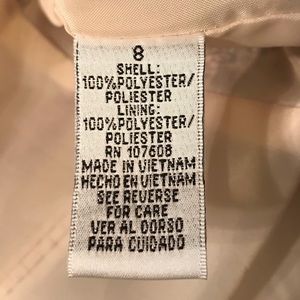 8
SHELL:
100%POLYESTER/
POLIESTER
LINING:
100%POLYESTER/
POLIESTER
RN 107608
MADE IN VIETNAM
HECHO EN VIETNAM
SEE REVERSE
FOR CARE
VER AL DORSO
PARA CUIDADO